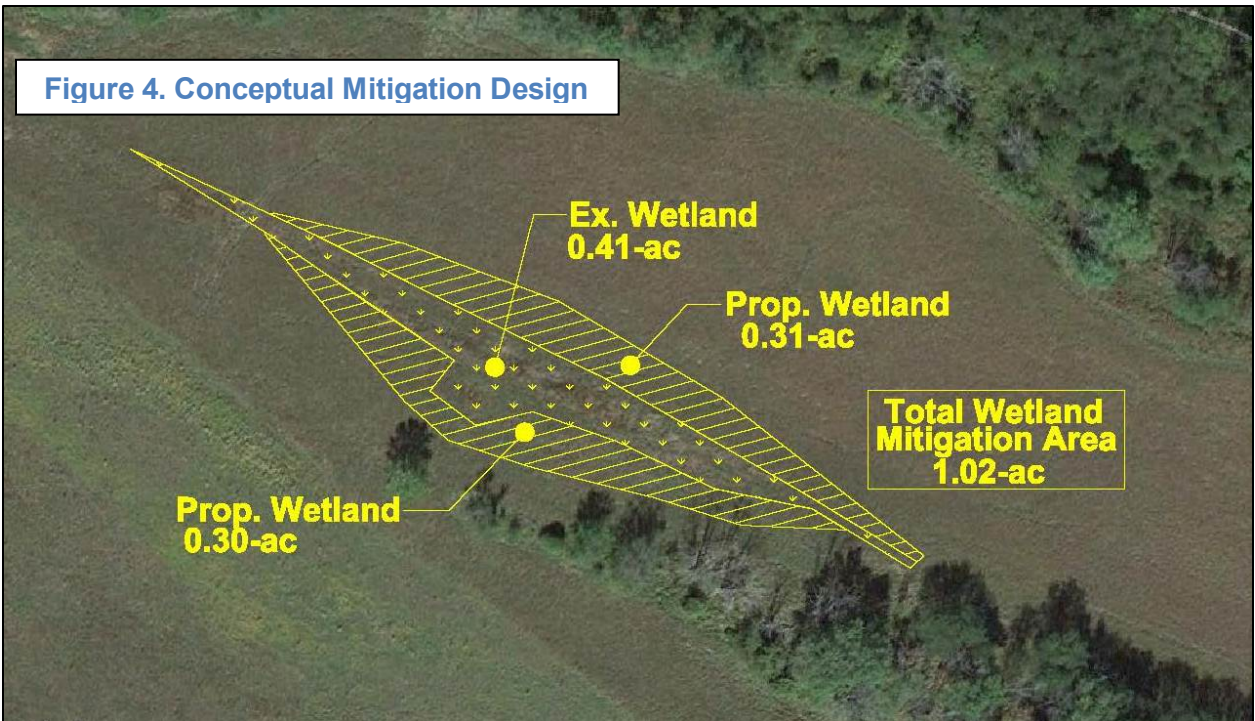 Figure 4. Conceptual Mitigation Design
Ex. Wetland
0.41-ac
Prop. Wetland
0.31-ac
Total Wetland
Mitigation Area
1.02-ac
Prop. Wetland
0.30-ac